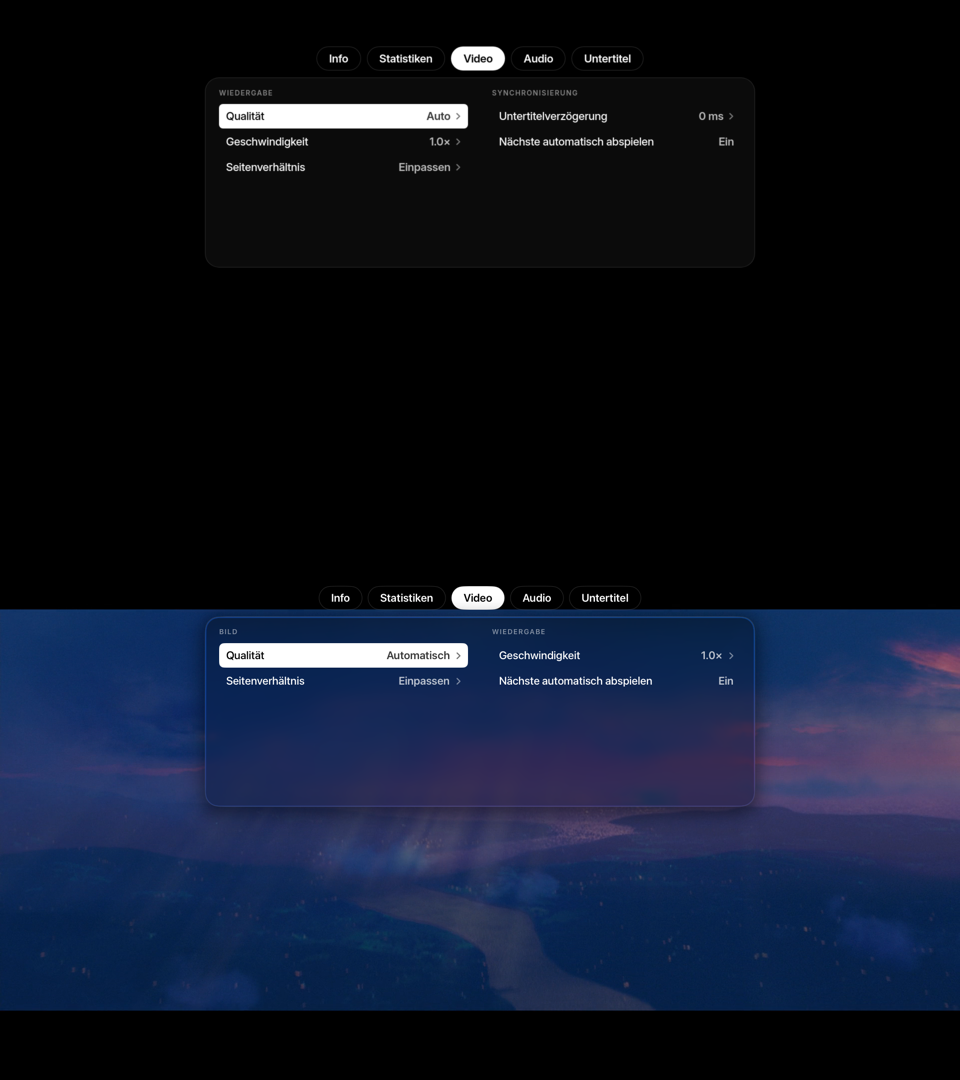 Info Statistiken Video Audio Untertitel
WIEDERGABE
Qualität Auto
Geschwindigkeit 1.0×
Seitenverhältnis Einpassen
SYNCHRONISIERUNG
Untertitelverzögerung 0 ms
Nächste automatisch abspielen Ein
Info Statistiken Video Audio Untertitel
BILD
Qualität Automatisch
Seitenverhältnis Einpassen
WIEDERGABE
Geschwindigkeit 1.0×
Nächste automatisch abspielen Ein